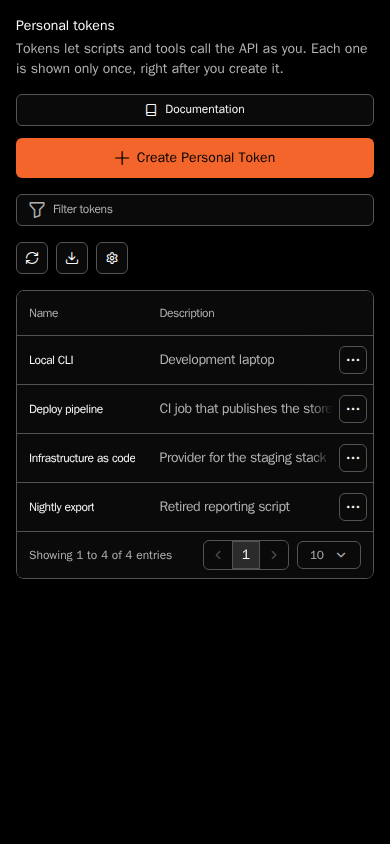 Personal tokens
Tokens let scripts and tools call the API as you. Each one
is shown only once, right after you create it.
Documentation
Create Personal Token
Filter tokens
Name Description
Local CLI Development laptop
Deploy pipeline CI job that publishes the store
Infrastructure as code Provider for the staging stack
Nightly export Retired reporting script
Showing 1 to 4 of 4 entries 1 10